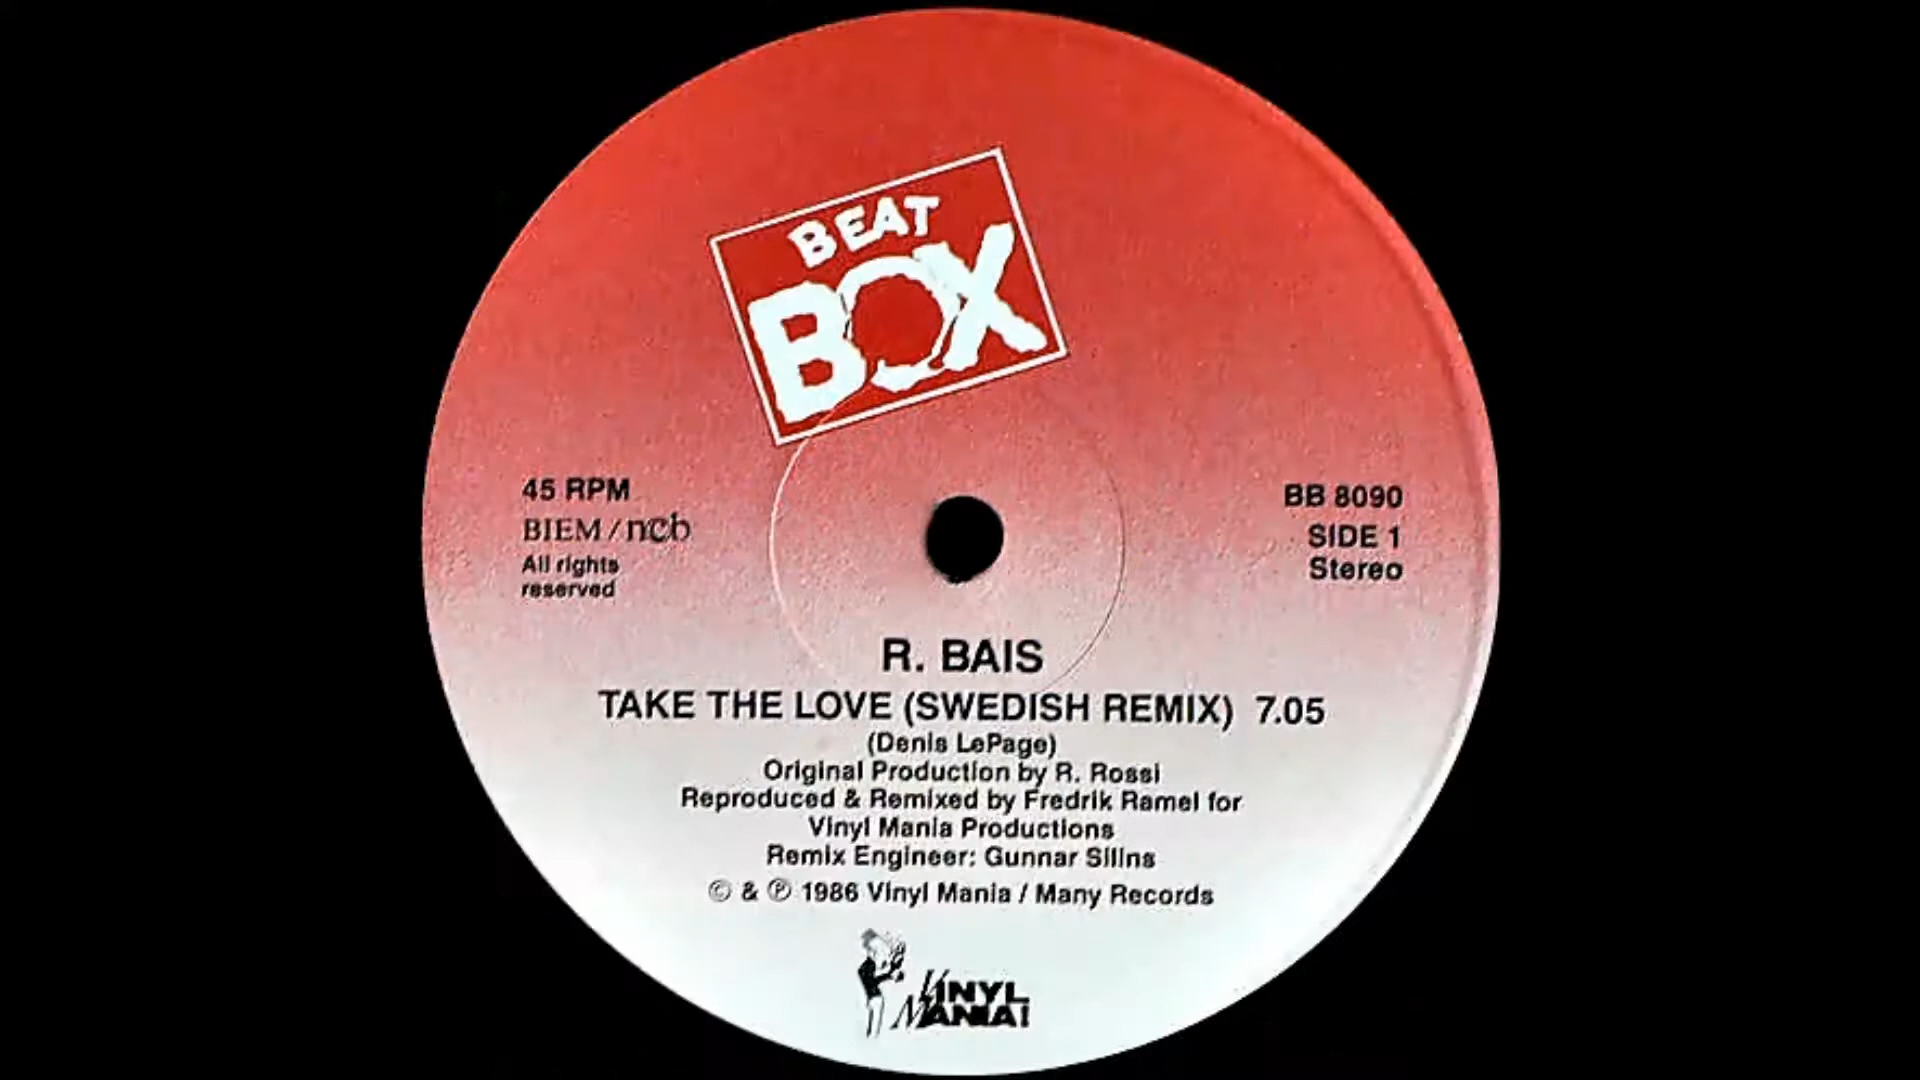 BEAT
BOX
45 RPM
BIEM / ncb
All rights
reserved
BB 8090
SIDE 1
Stereo
R. BAIS
TAKE THE LOVE (SWEDISH REMIX) 7.05
(Denis LePage)
Original Production by R. Rossi
Reproduced & Remixed by Fredrik Ramel for
Vinyl Mania Productions
Remix Engineer: Gunnar Silins
© & ℗ 1986 Vinyl Mania / Many Records
VINYL
MANIA!